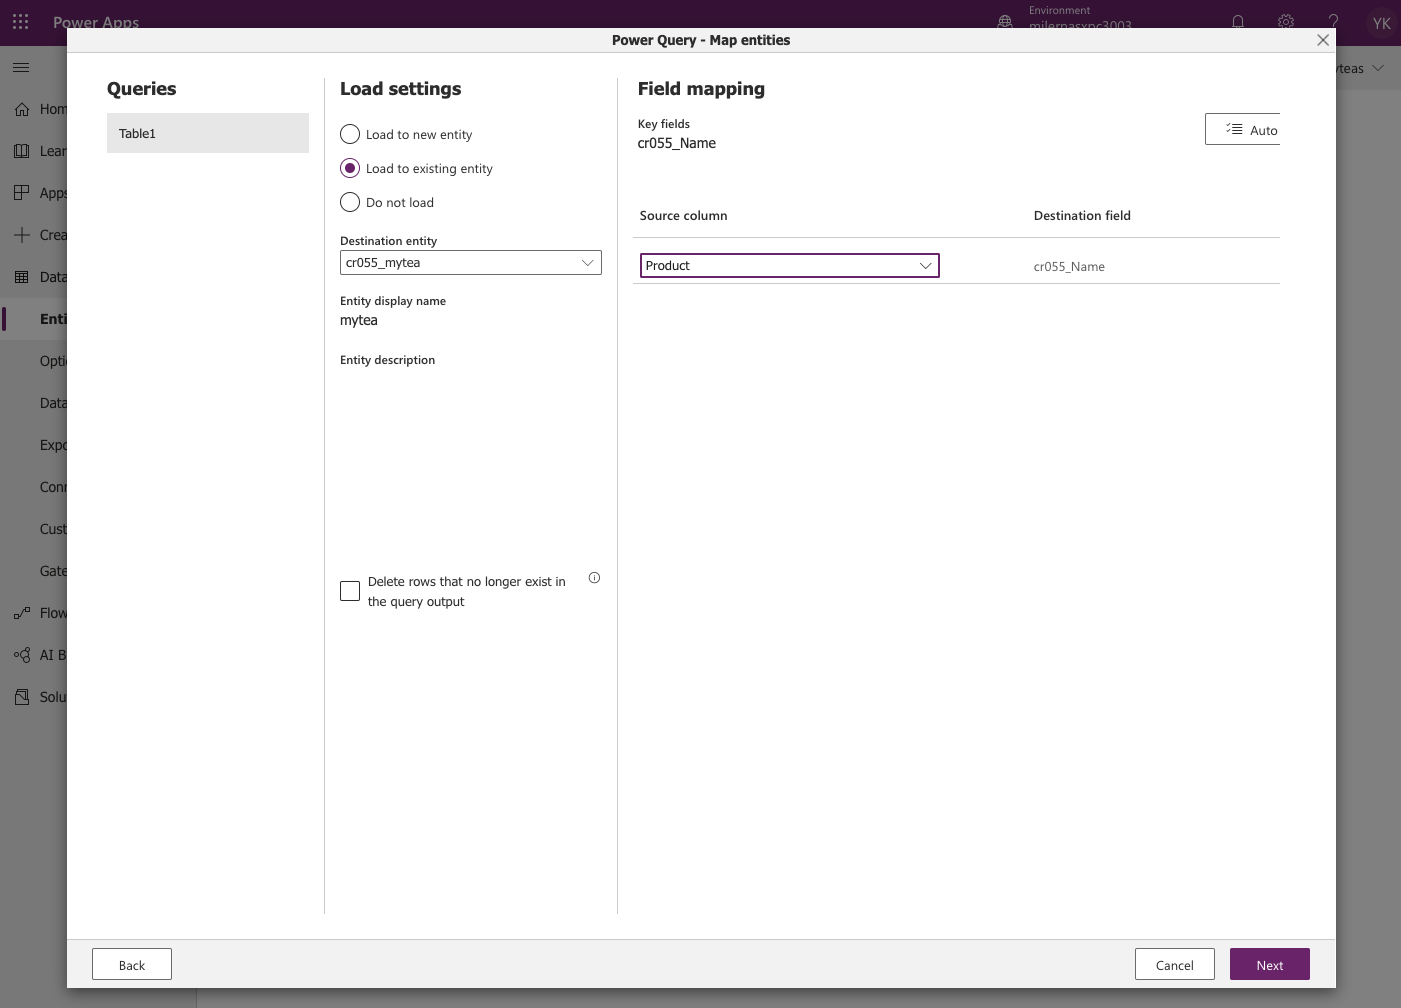 Power Apps
Environment
milernasxpc3003
YK
Power Query - Map entities
Queries
Table1
Load settings
Load to new entity
Load to existing entity
Do not load
Destination entity
cr055_mytea
Entity display name
mytea
Entity description
Delete rows that no longer exist in
the query output
Field mapping
Key fields
cr055_Name
Auto
Source column
Destination field
Product
cr055_Name
Hom
Lear
Apps
Crea
Data
Enti
Optio
Data
Expo
Conn
Cust
Gate
Flow
AI B
Solu
yteas
Back
Cancel
Next